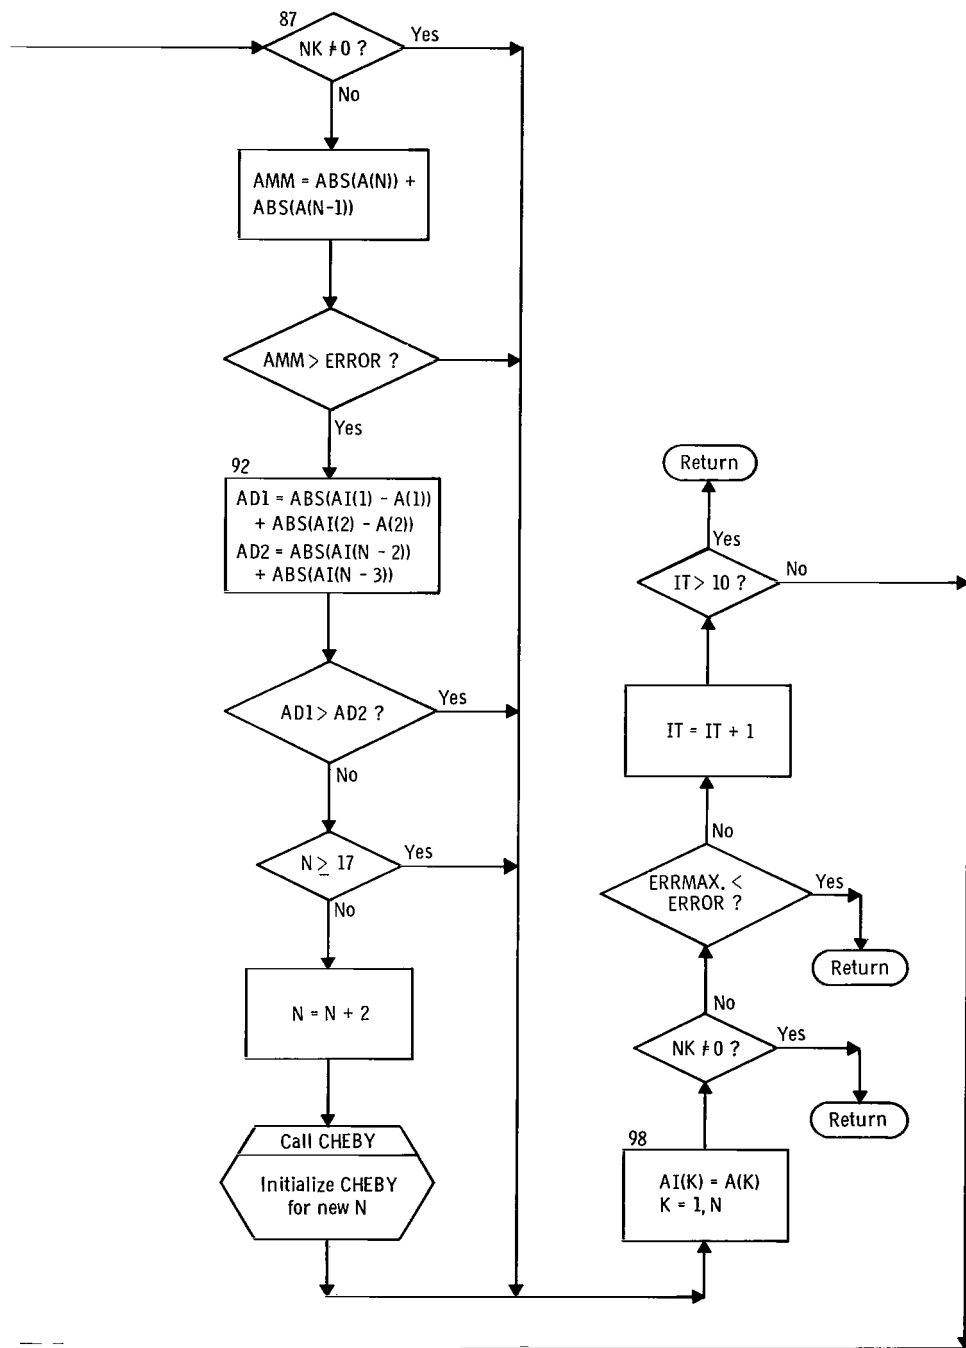 87
NK ≠ 0 ?
Yes
No
AMM = ABS(A(N)) +
ABS(A(N-1))
AMM > ERROR ?
Yes
92
AD1 = ABS(AI(1) - A(1))
+ ABS(AI(2) - A(2))
AD2 = ABS(AI(N - 2))
+ ABS(AI(N - 3))
AD1 > AD2 ?
Yes
No
N ≥ 17
Yes
No
N = N + 2
Call CHEBY
Initialize CHEBY
for new N
Return
Yes
IT > 10 ?
No
IT = IT + 1
No
ERRMAX. <
ERROR ?
Yes
Return
No
NK ≠ 0 ?
Yes
Return
98
AI(K) = A(K)
K = 1, N